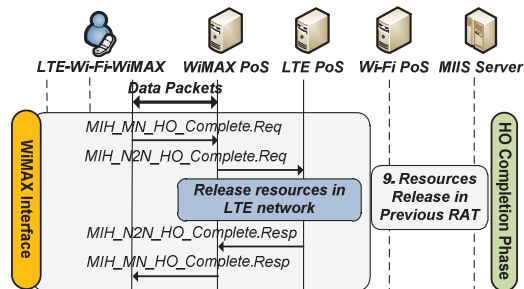 LTE-Wi-Fi-WiMAX WiMAX PoS LTE PoS Wi-Fi PoS MIIS Server
Data Packets
MIH_MN_HO_Complete.Req
MIH_N2N_HO_Complete.Req
Release resources in
LTE network
9. Resources
Release in
Previous RAT
MIH_N2N_HO_Complete.Resp
MIH_MN_HO_Complete.Resp
WiMAX Interface
HO Completion Phase